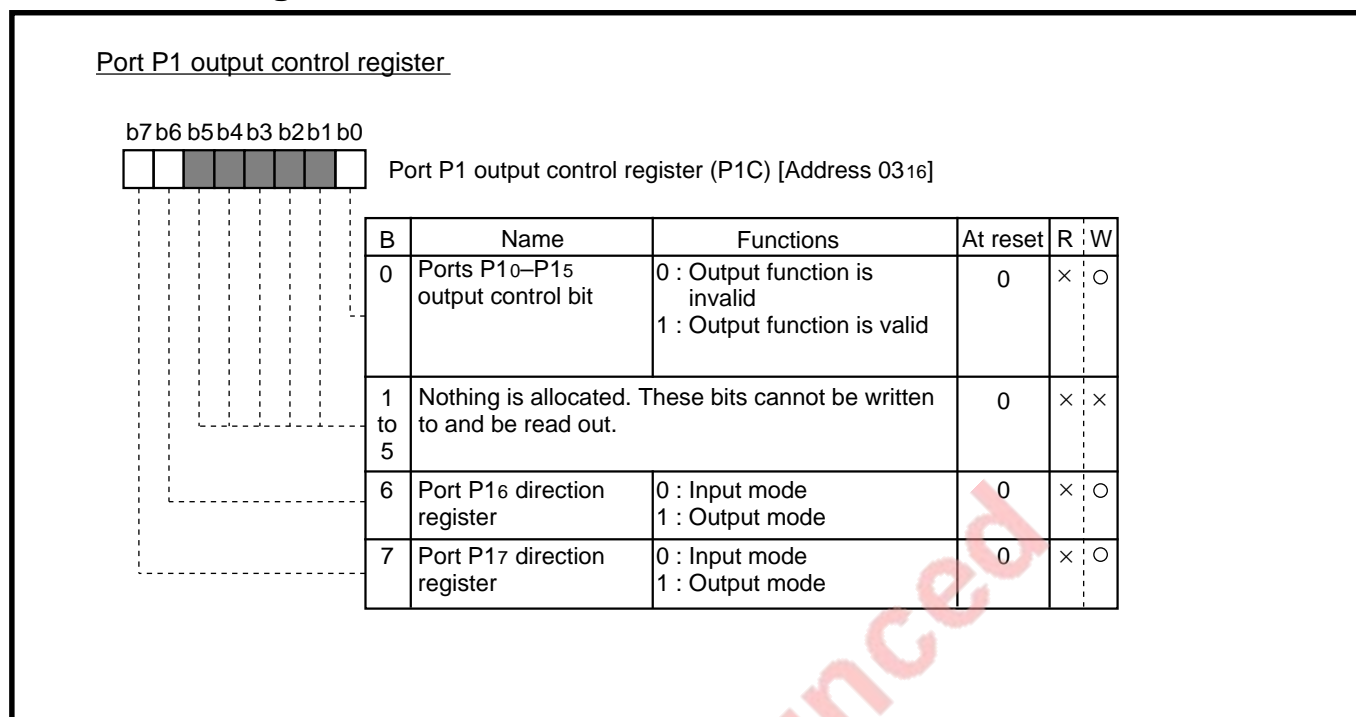 Port P1 output control register
b7 b6 b5 b4 b3 b2 b1 b0
Port P1 output control register (P1C) [Address 0316]
B Name Functions At reset R W
0 Ports P10–P15 0 : Output function is 0 × ○
output control bit invalid
1 : Output function is valid
1 Nothing is allocated. These bits cannot be written 0 × ×
to to and be read out.
5
6 Port P16 direction 0 : Input mode 0 × ○
register 1 : Output mode
7 Port P17 direction 0 : Input mode 0 × ○
register 1 : Output mode